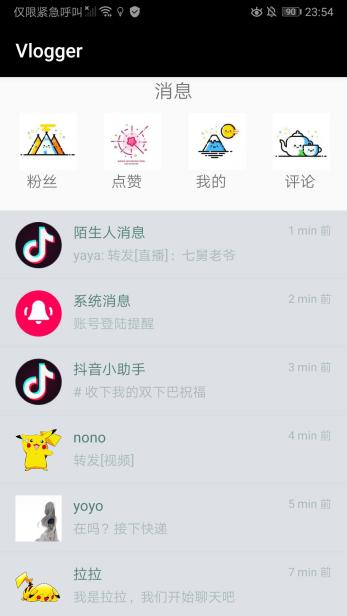 仅限紧急呼叫 90 23:54
Vlogger
消息
粉丝 点赞 我的 评论
陌生人消息 1 min 前
yaya: 转发[直播]：七舅老爷
系统消息 2 min 前
账号登陆提醒
抖音小助手 3 min 前
# 收下我的双下巴祝福
nono 4 min 前
转发[视频]
yoyo 5 min 前
在吗？接下快递
拉拉 7 min 前
我是拉拉，我们开始聊天吧